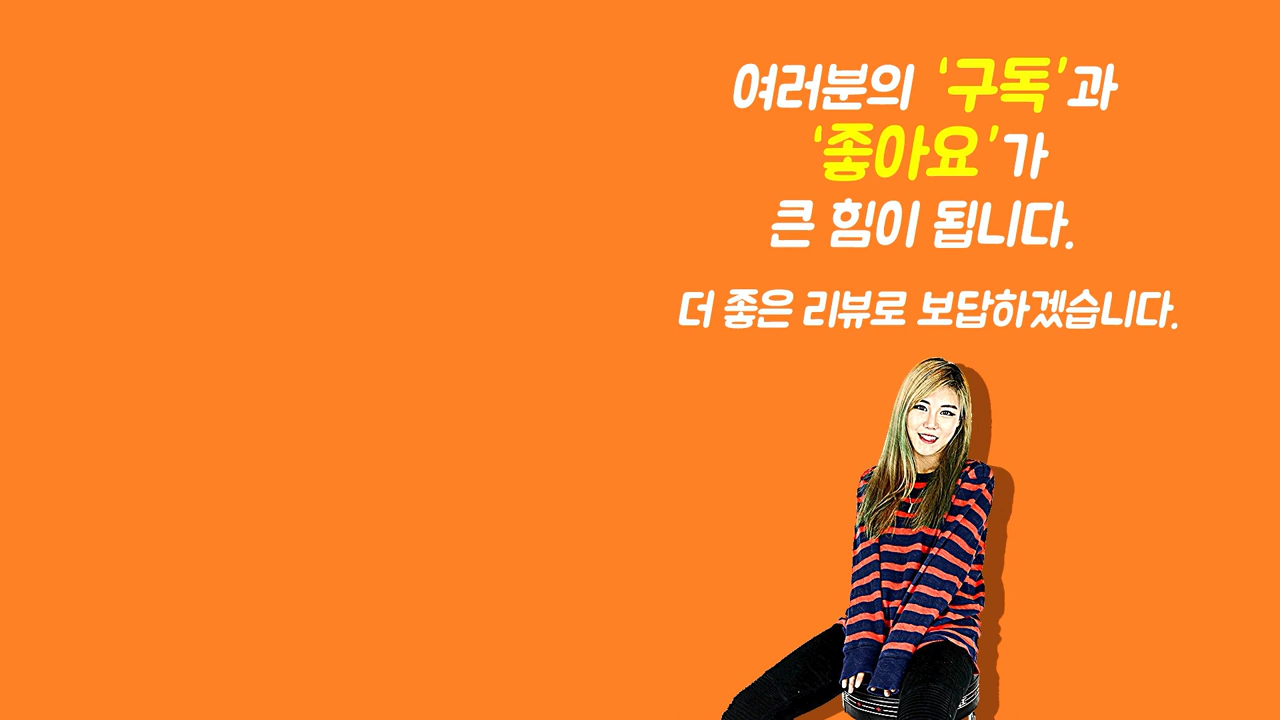 여러분의 ‘구독’과
‘좋아요’가
큰 힘이 됩니다.
더 좋은 리뷰로 보답하겠습니다.